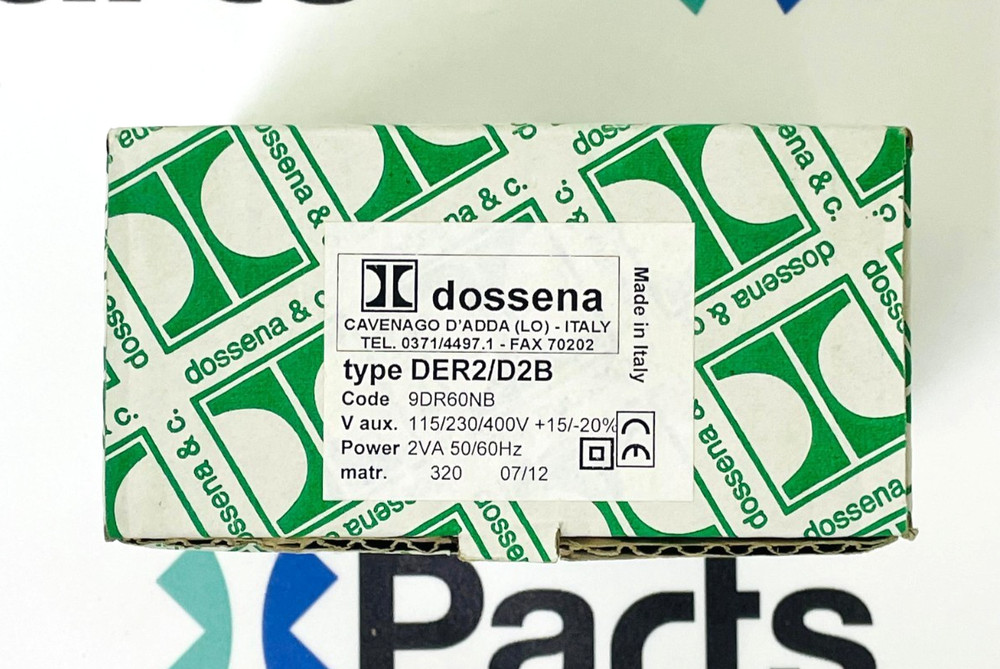 dossena
CAVENAGO D'ADDA (LO) - ITALY
TEL. 0371/4497.1 - FAX 70202
Made in Italy
type DER2/D2B
Code 9DR60NB
V aux. 115/230/400V +15/-20%
Power 2VA 50/60Hz
matr. 320 07/12
CE
dossena & c.
dossena &
dossena & c.
dossena & c.
dossena
dossena
dossena
dossena
Parts